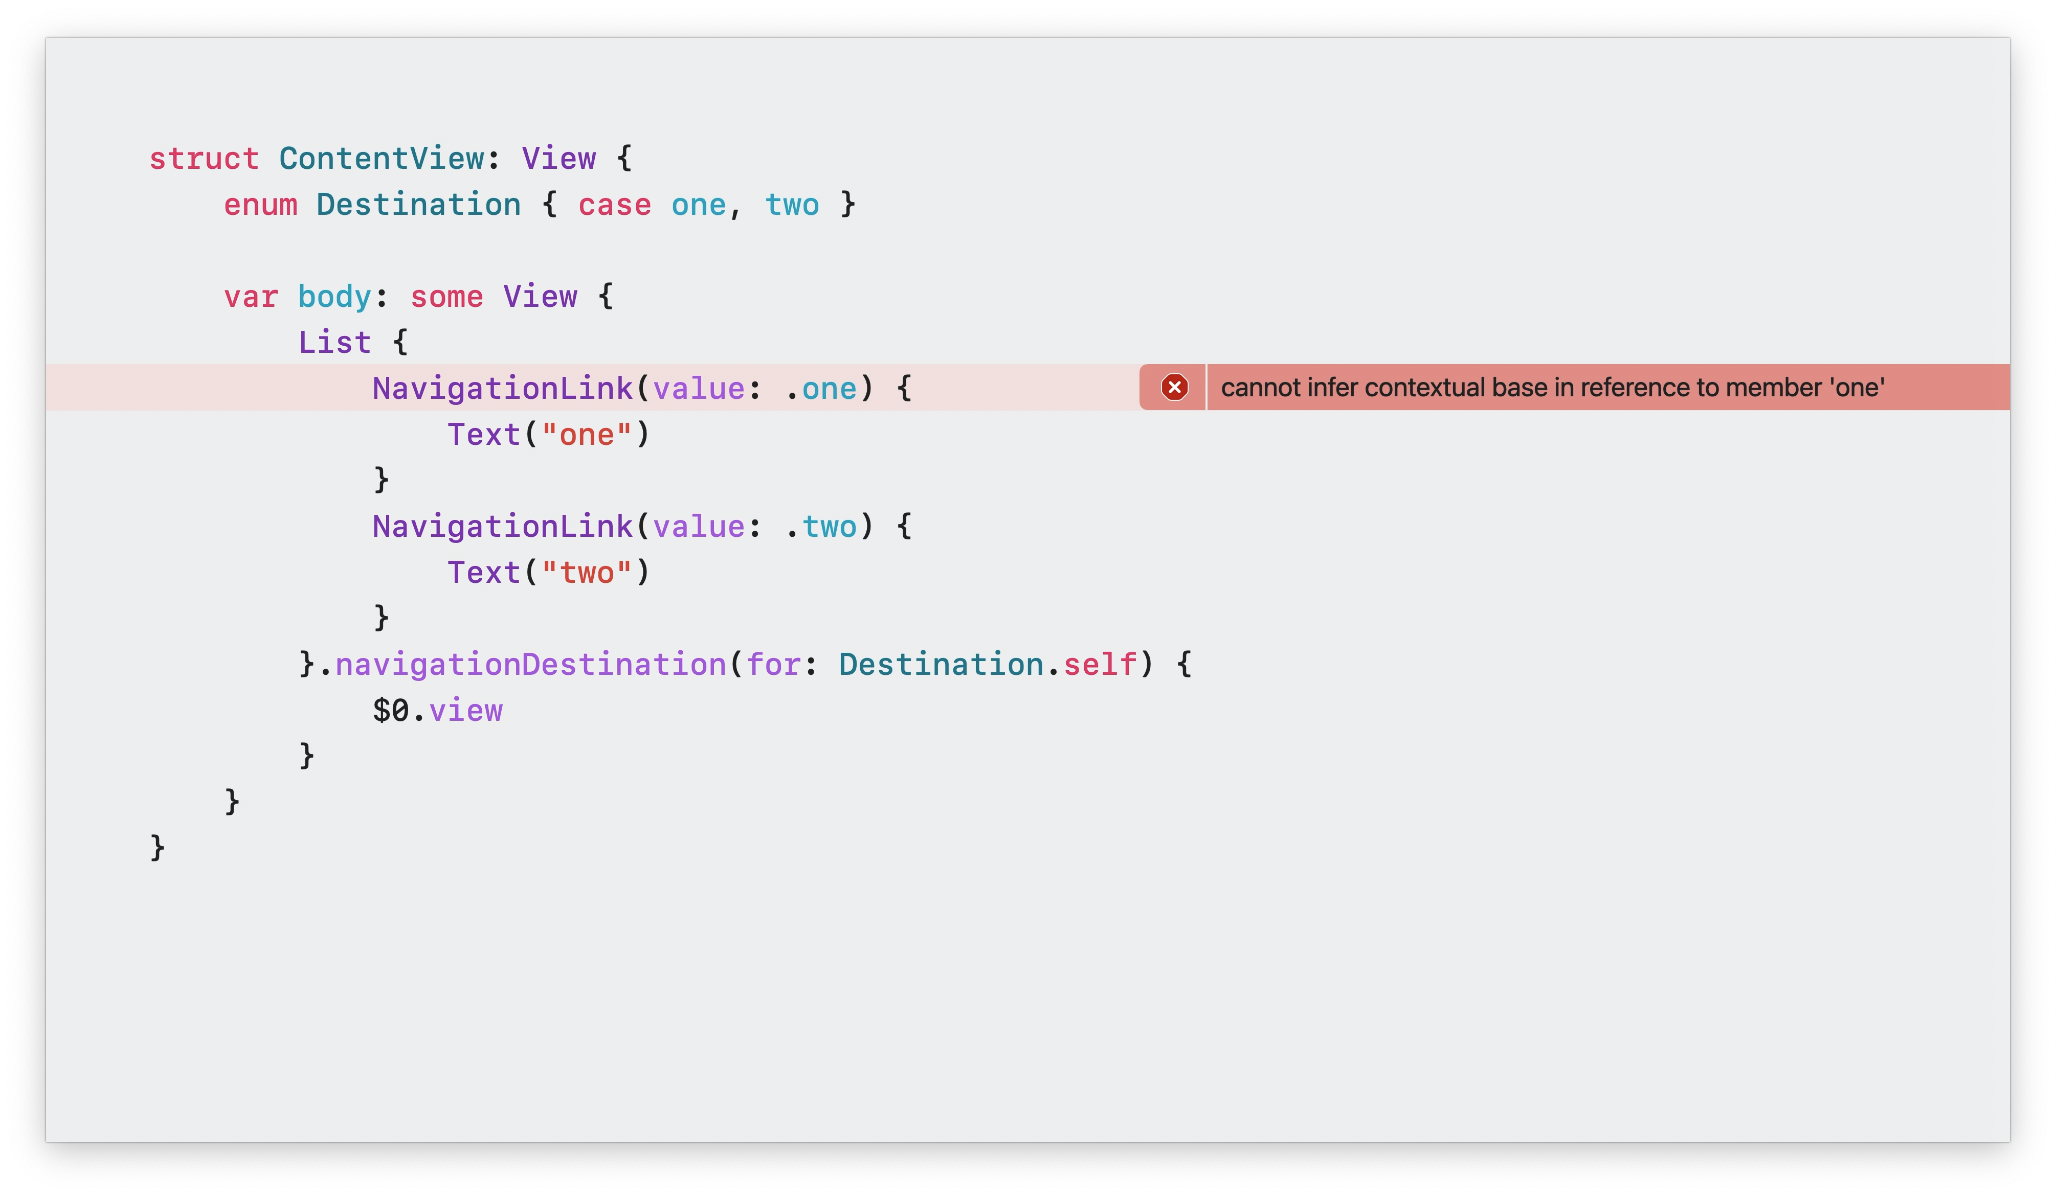 struct ContentView: View {
    enum Destination { case one, two }

    var body: some View {
        List {
            NavigationLink(value: .one) { cannot infer contextual base in reference to member 'one'
                Text("one")
            }
            NavigationLink(value: .two) {
                Text("two")
            }
        }.navigationDestination(for: Destination.self) {
            $0.view
        }
    }
}